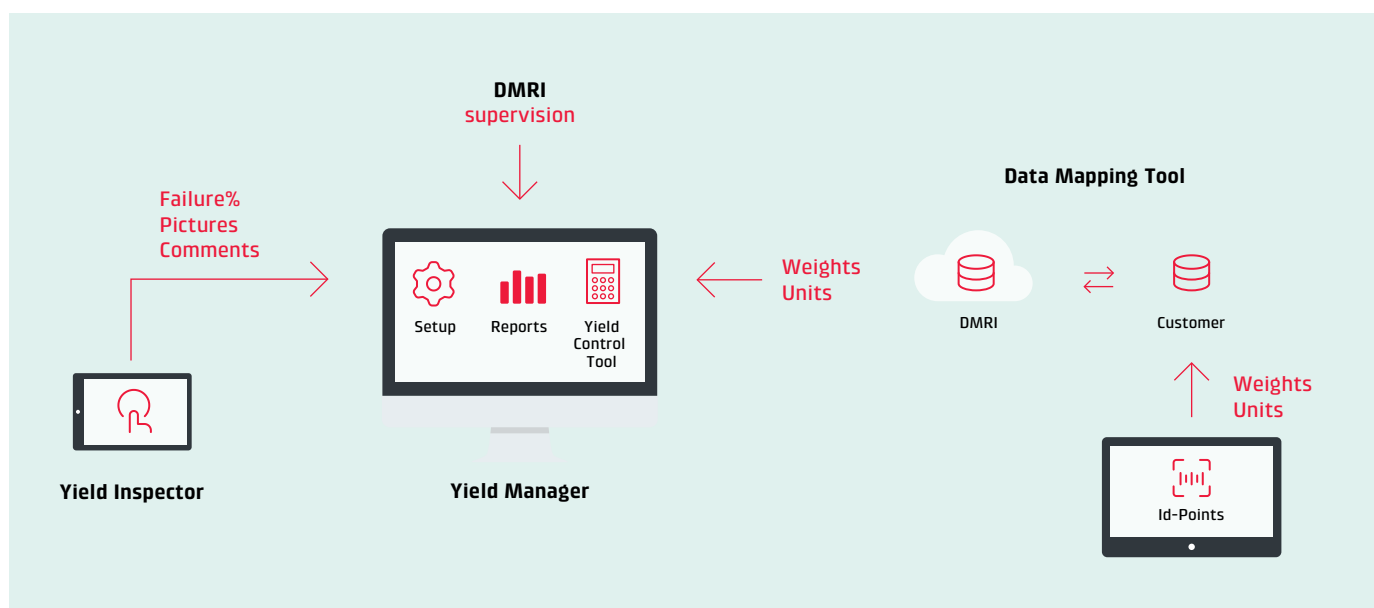 DMRI
supervision
Data Mapping Tool
Failure%
Pictures
Comments
Setup
Reports
Yield
Control
Tool
Weights
Units
DMRI
Customer
Weights
Units
Id-Points
Yield Inspector
Yield Manager